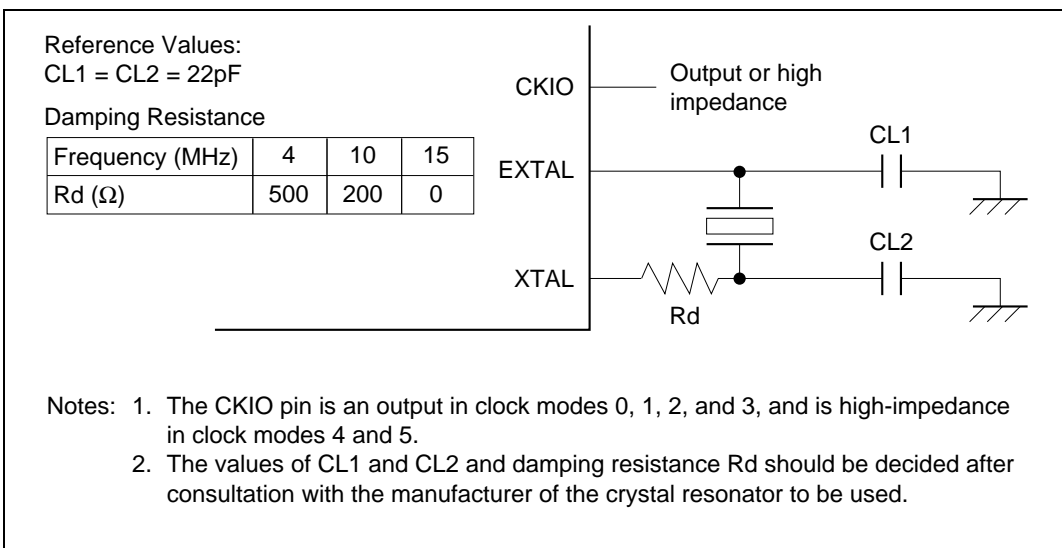 Reference Values:
CL1 = CL2 = 22pF
Damping Resistance
Frequency (MHz) 4 10 15
Rd (Ω) 500 200 0
CKIO
Output or high
impedance
CL1
EXTAL
CL2
XTAL
Rd
Notes: 1. The CKIO pin is an output in clock modes 0, 1, 2, and 3, and is high-impedance
in clock modes 4 and 5.
2. The values of CL1 and CL2 and damping resistance Rd should be decided after
consultation with the manufacturer of the crystal resonator to be used.